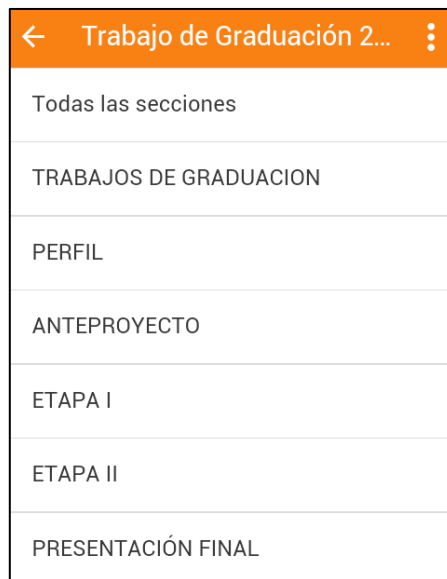 Trabajo de Graduación 2...
Todas las secciones
TRABAJOS DE GRADUACION
PERFIL
ANTEPROYECTO
ETAPA I
ETAPA II
PRESENTACIÓN FINAL